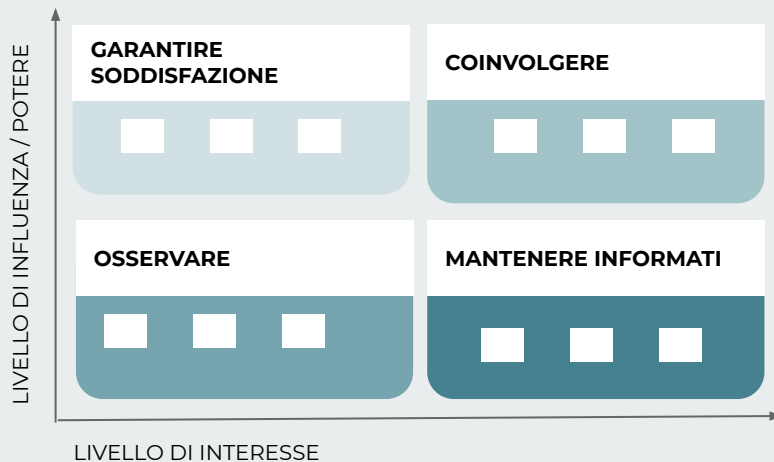 LIVELLO DI INFLUENZA / POTERE
GARANTIRE
SODDISFAZIONE
COINVOLGERE
OSSERVARE
MANTENERE INFORMATI
LIVELLO DI INTERESSE